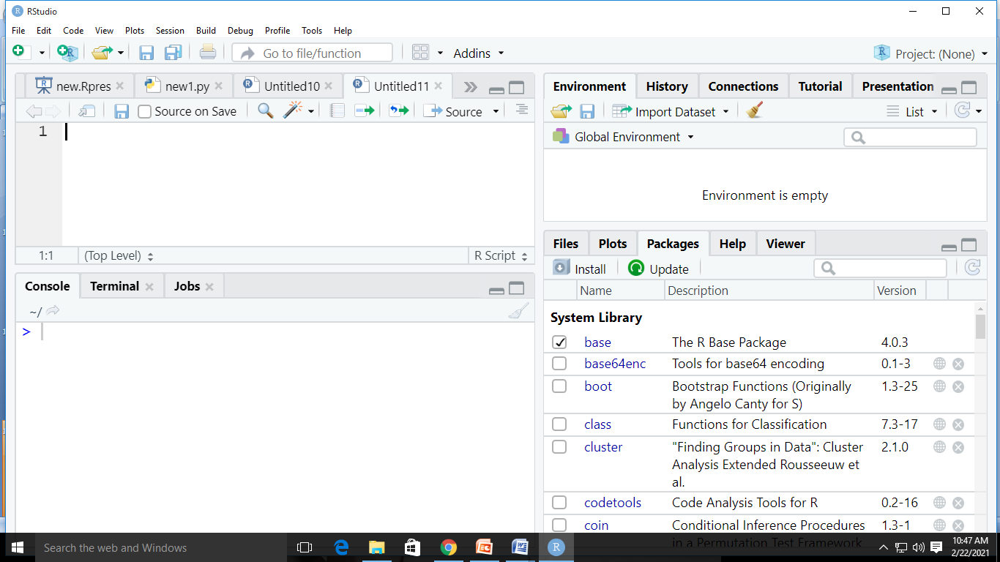 RStudio
File Edit Code View Plots Session Build Debug Profile Tools Help
Go to file/function Addins Project: (None)
new.Rpres new1.py Untitled10 Untitled11
Source on Save Source
1
1:1 (Top Level) R Script
Console Terminal Jobs
~/
>
Environment History Connections Tutorial Presentation
Import Dataset List
Global Environment
Environment is empty
Files Plots Packages Help Viewer
Install Update
Name Description Version
System Library
base The R Base Package 4.0.3
base64enc Tools for base64 encoding 0.1-3
boot Bootstrap Functions (Originally 1.3-25
by Angelo Canty for S)
class Functions for Classification 7.3-17
cluster "Finding Groups in Data": Cluster 2.1.0
Analysis Extended Rousseeuw et
al.
codetools Code Analysis Tools for R 0.2-16
coin Conditional Inference Procedures 1.3-1
in a Permutation Test Framework
Search the web and Windows
10:47 AM
2/22/2021